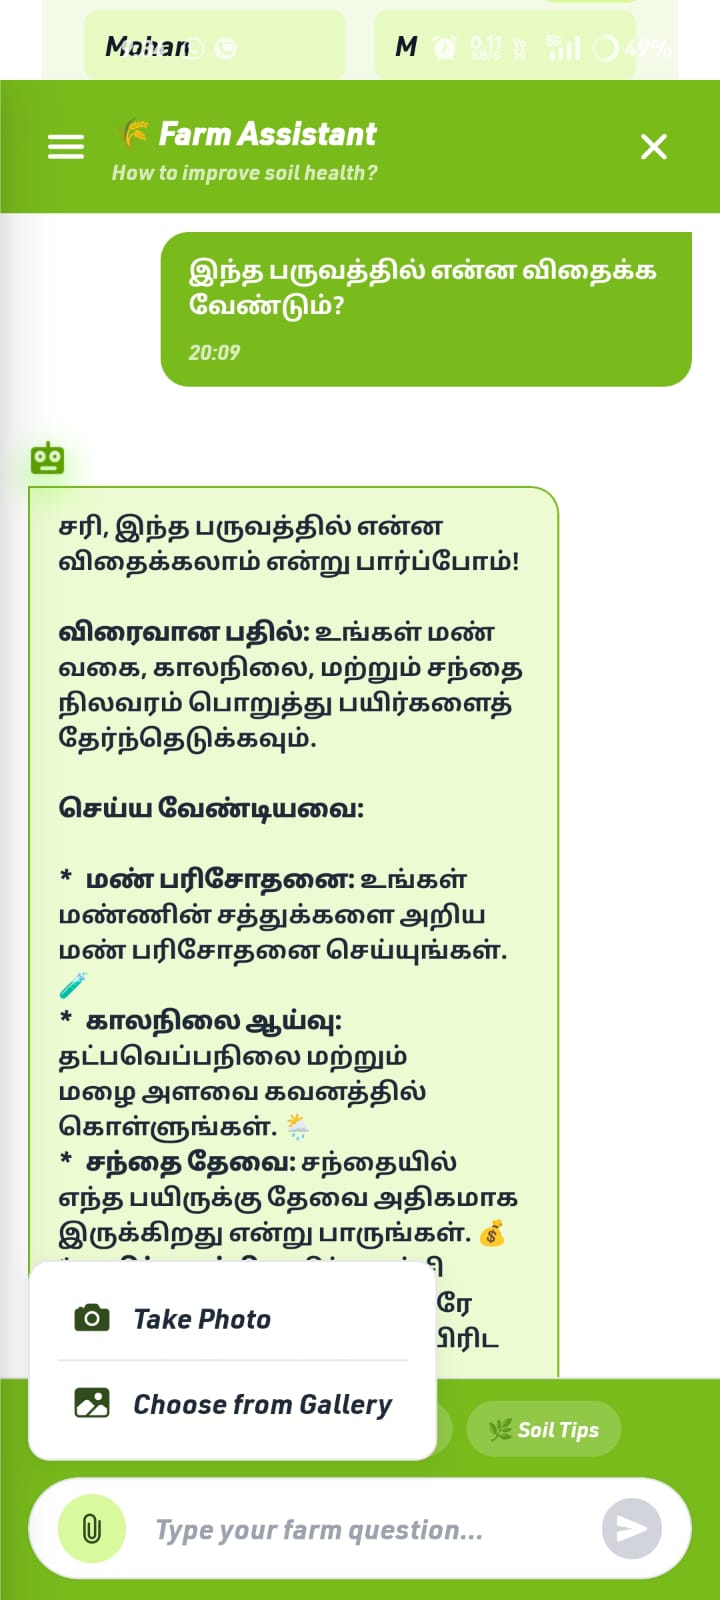 Mohan
M
0.11
KB/S
Vo
5G
5G
49%
Farm Assistant
How to improve soil health?
இந்த பருவத்தில் என்ன விதைக்க
வேண்டும்?
20:09
சரி, இந்த பருவத்தில் என்ன
விதைக்கலாம் என்று பார்ப்போம்!
விரைவான பதில்: உங்கள் மண்
வகை, காலநிலை, மற்றும் சந்தை
நிலவரம் பொறுத்து பயிர்களைத்
தேர்ந்தெடுக்கவும்.
செய்ய வேண்டியவை:
* மண் பரிசோதனை: உங்கள்
மண்ணின் சத்துக்களை அறிய
மண் பரிசோதனை செய்யுங்கள்.
* காலநிலை ஆய்வு:
தட்பவெப்பநிலை மற்றும்
மழை அளவை கவனத்தில்
கொள்ளுங்கள்.
* சந்தை தேவை: சந்தையில்
எந்த பயிருக்கு தேவை அதிகமாக
இருக்கிறது என்று பாருங்கள்.
Take Photo
Choose from Gallery
Soil Tips
Type your farm question...